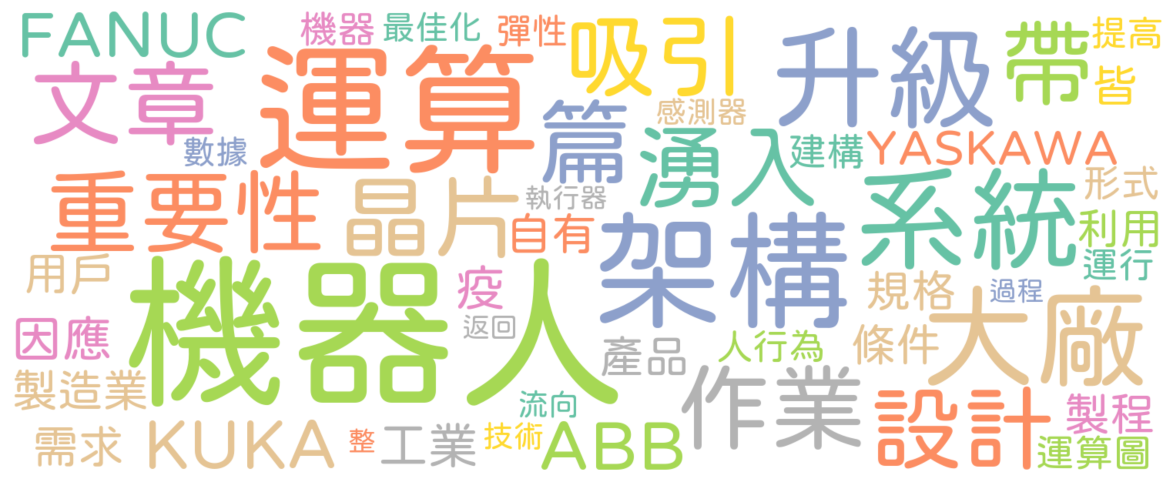 FANUC
機器
最佳化
彈性
吸引
升級
帶
提高
文章
運算
篇
感測器
皆
數據
湧入
建構
YASKAWA
重要性
晶片
執行器
自有
架構
系統
形式
利用
用戶
機器人
疫
運行
規格
過程
因應
返回
產品
人行為
條件
大廠
製造業
流向
作業
設計
製程
需求
KUKA
整
工業
技術
ABB
運算圖